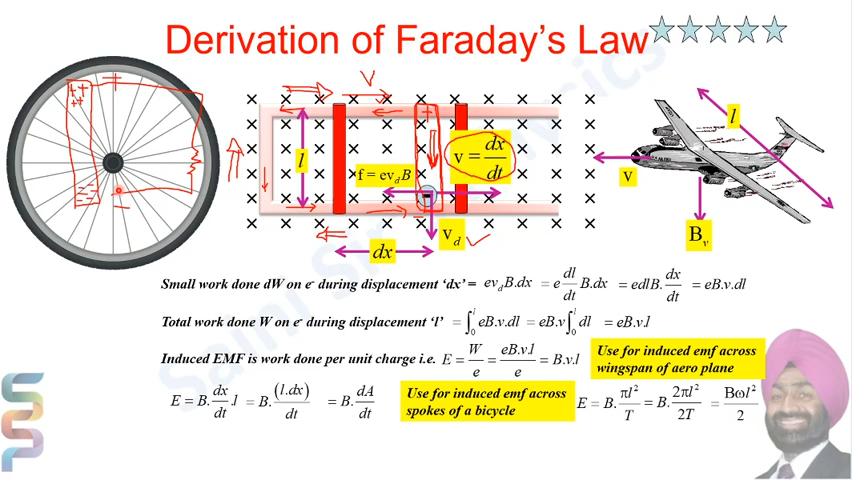 Derivation of Faraday's Law
V
l
f = ev_d B
v = dx/dt
v_d
dx
l
v
B_v
Small work done dW on e⁻ during displacement 'dx' = ev_d B.dx = e dl/dt B.dx = edlB. dx/dt = eB.v.dl
Total work done W on e⁻ during displacement 'l' = ∫₀ˡ eB.v.dl = eB.v ∫₀ˡ dl = eB.v.l
Induced EMF is work done per unit charge i.e. E = W/e = eB.v.l/e = B.v.l
Use for induced emf across
wingspan of aero plane
E = B. dx/dt .l = B. (l.dx)/dt = B. dA/dt
Use for induced emf across
spokes of a bicycle
E = B. πl²/T = B. 2πl²/2T = Bωl²/2